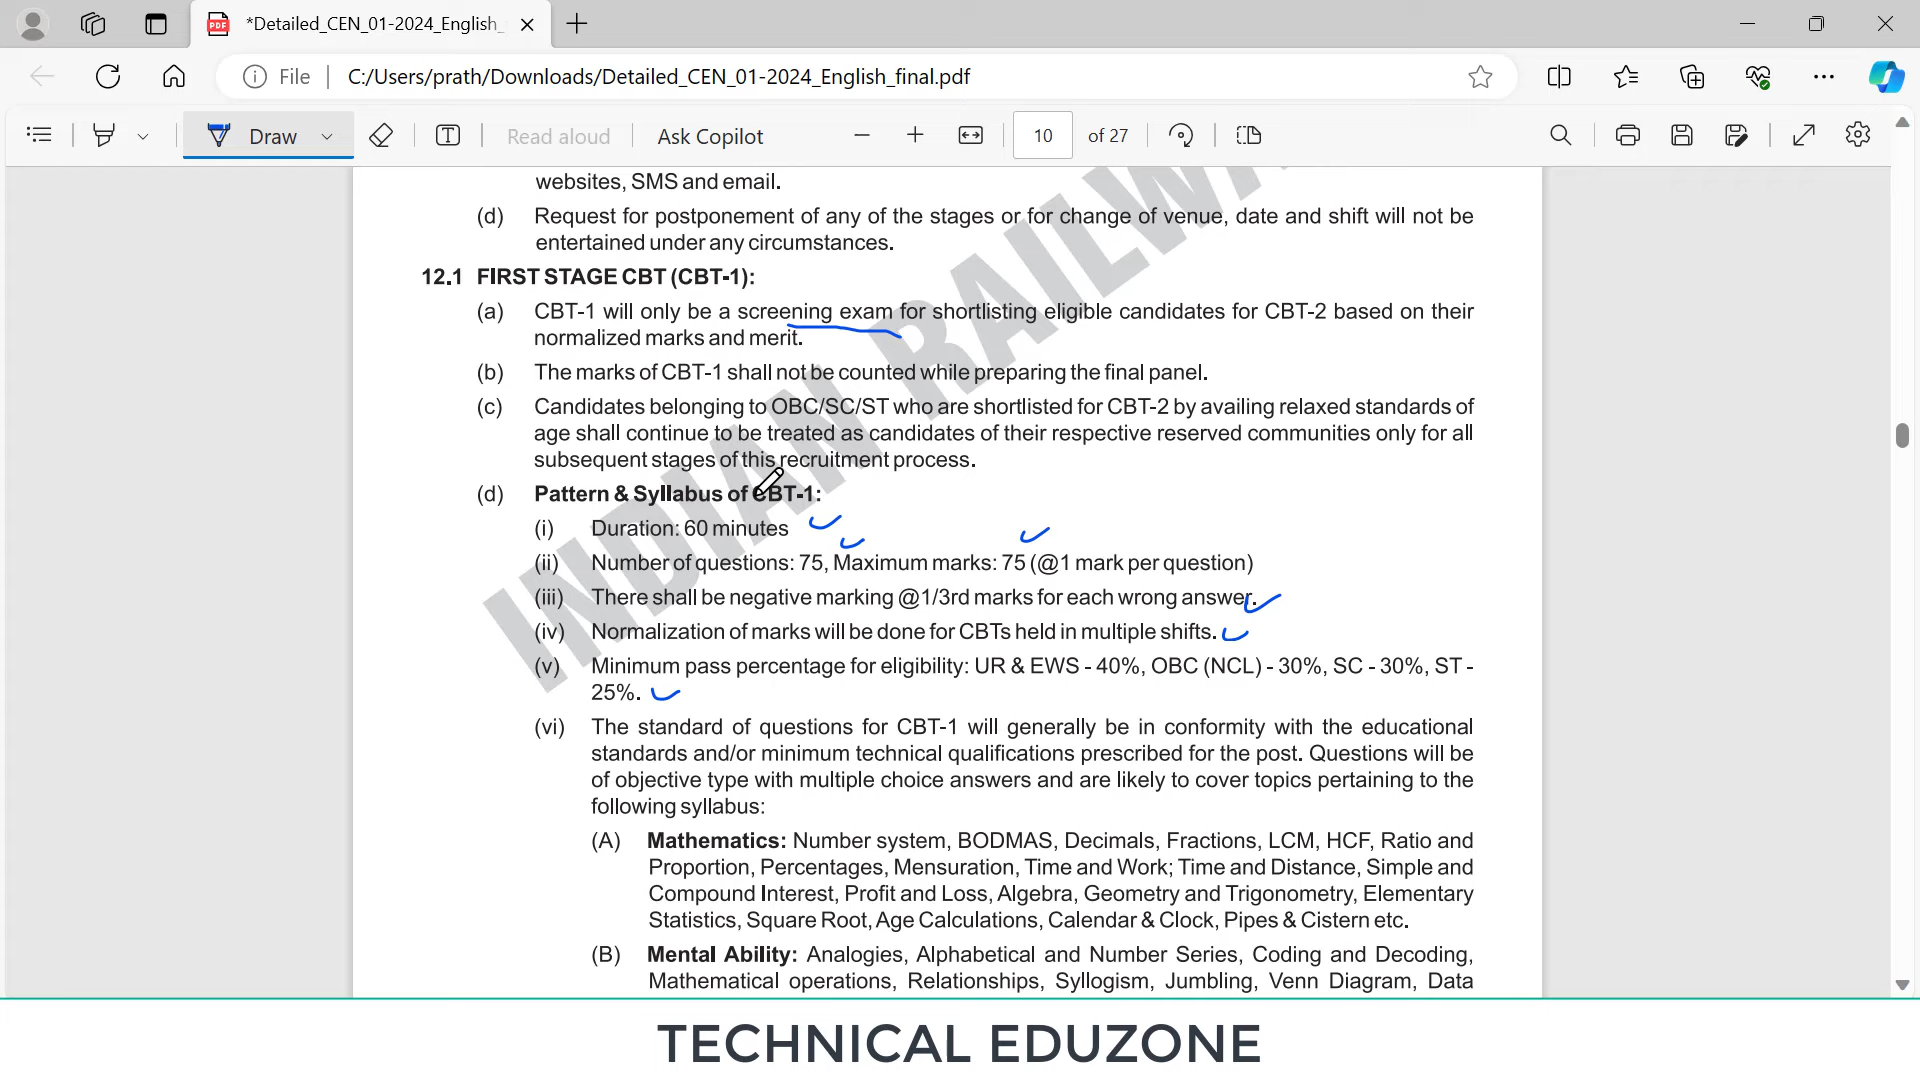 *Detailed_CEN_01-2024_English_
File
C:/Users/prath/Downloads/Detailed_CEN_01-2024_English_final.pdf
Draw
Read aloud
Ask Copilot
10 of 27
websites, SMS and email.
(d) Request for postponement of any of the stages or for change of venue, date and shift will not be
entertained under any circumstances.
12.1 FIRST STAGE CBT (CBT-1):
(a) CBT-1 will only be a screening exam for shortlisting eligible candidates for CBT-2 based on their
normalized marks and merit.
(b) The marks of CBT-1 shall not be counted while preparing the final panel.
(c) Candidates belonging to OBC/SC/ST who are shortlisted for CBT-2 by availing relaxed standards of
age shall continue to be treated as candidates of their respective reserved communities only for all
subsequent stages of this recruitment process.
(d) Pattern & Syllabus of CBT-1:
(i) Duration: 60 minutes
(ii) Number of questions: 75, Maximum marks: 75 (@1 mark per question)
(iii) There shall be negative marking @1/3rd marks for each wrong answer.
(iv) Normalization of marks will be done for CBTs held in multiple shifts.
(v) Minimum pass percentage for eligibility: UR & EWS - 40%, OBC (NCL) - 30%, SC - 30%, ST -
25%.
(vi) The standard of questions for CBT-1 will generally be in conformity with the educational
standards and/or minimum technical qualifications prescribed for the post. Questions will be
of objective type with multiple choice answers and are likely to cover topics pertaining to the
following syllabus:
(A) Mathematics: Number system, BODMAS, Decimals, Fractions, LCM, HCF, Ratio and
Proportion, Percentages, Mensuration, Time and Work; Time and Distance, Simple and
Compound Interest, Profit and Loss, Algebra, Geometry and Trigonometry, Elementary
Statistics, Square Root, Age Calculations, Calendar & Clock, Pipes & Cistern etc.
(B) Mental Ability: Analogies, Alphabetical and Number Series, Coding and Decoding,
Mathematical operations, Relationships, Syllogism, Jumbling, Venn Diagram, Data
INDIAN RAILWA
TECHNICAL EDUZONE